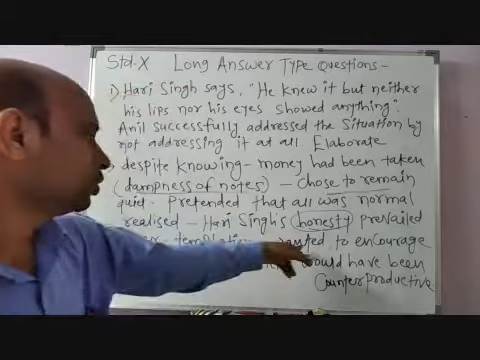 Std.X Long Answer Type Questions-
1) Hari Singh says, "He knew it but neither
his lips nor his eyes showed anything".
Anil successfully addressed the situation by
not addressing it at all Elaborate
despite knowing - money had been taken
(dampness of notes) - chose to remain
quiet. Pretended that all was normal
realised - Hari Singh's honesty prevailed
to encourage
would have been
Counterproductive